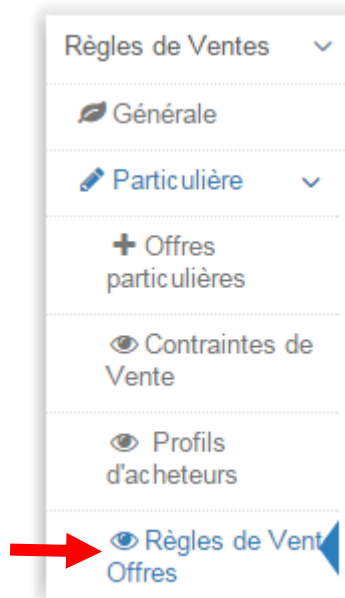 Règles de Ventes
Générale
Particulière
Offres
particulières
Contraintes de
Vente
Profils
d'acheteurs
Règles de Vent
Offres